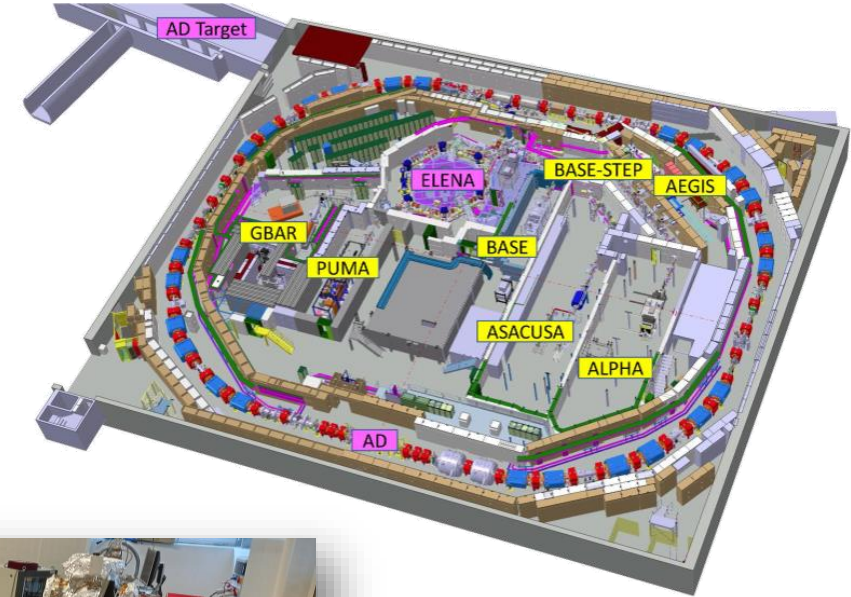 AD Target
ELENA
BASE-STEP
AEGIS
GBAR
PUMA
BASE
ASACUSA
ALPHA
AD